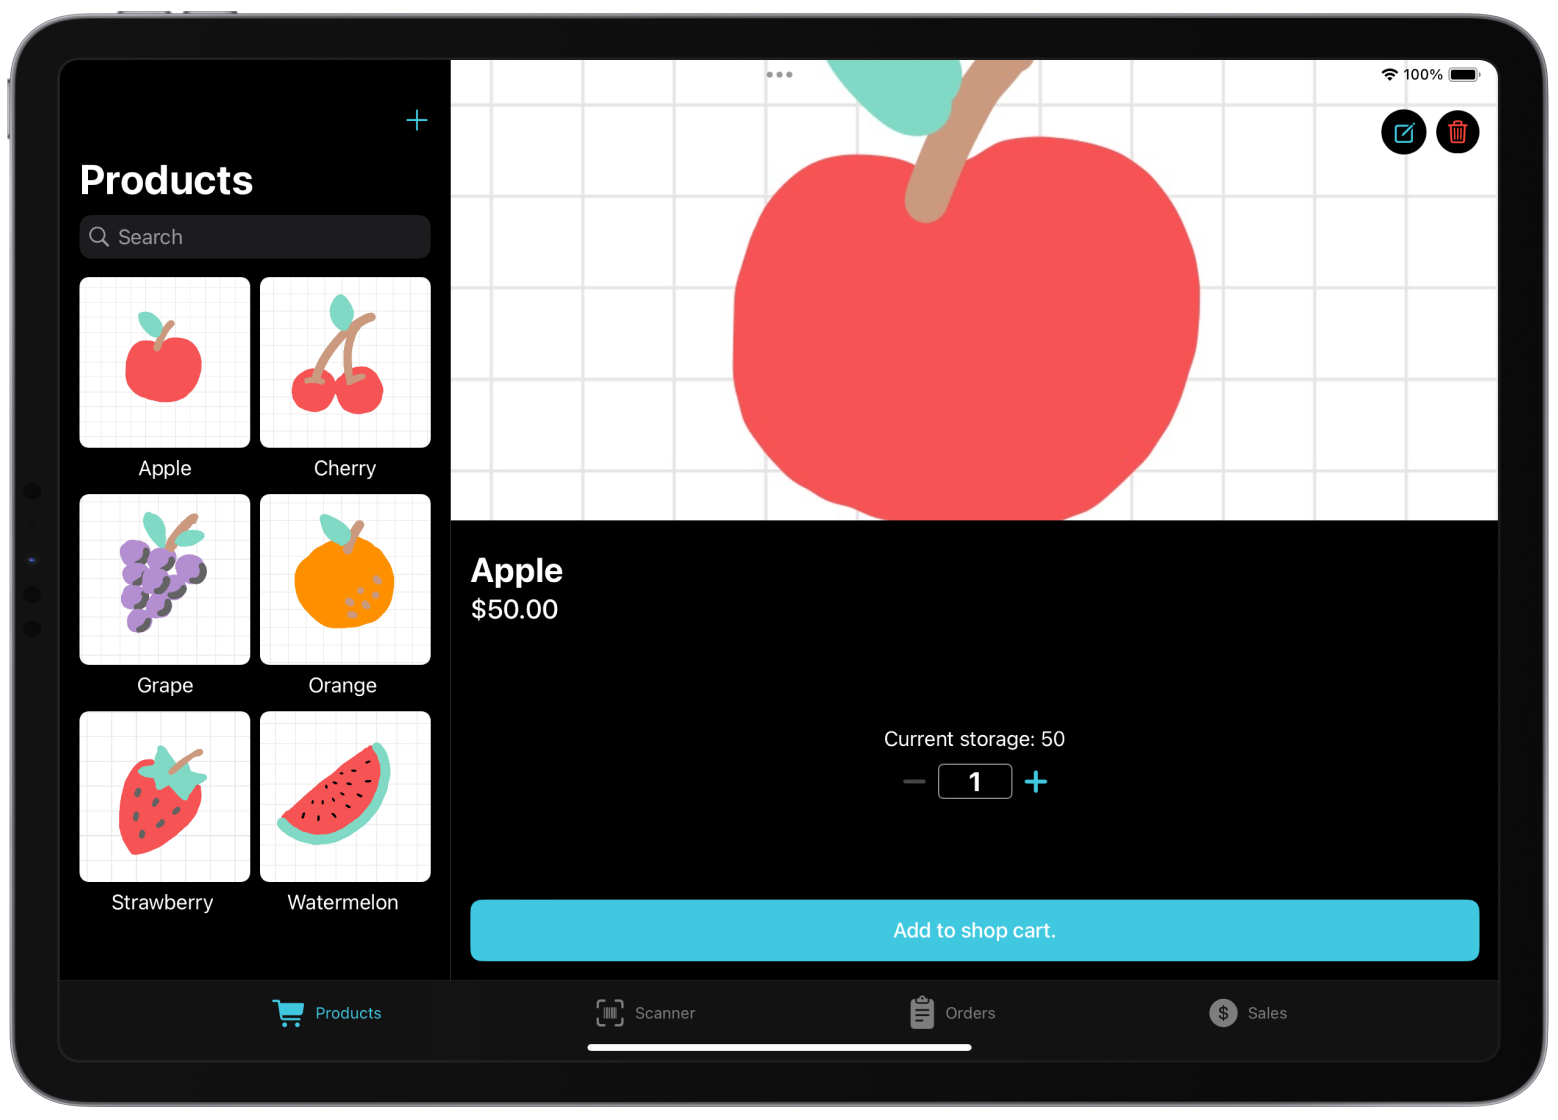 100%
Products
Search
Apple
Cherry
Grape
Orange
Strawberry
Watermelon
Apple
$50.00
Current storage: 50
1
Add to shop cart.
Products
Scanner
Orders
$
Sales